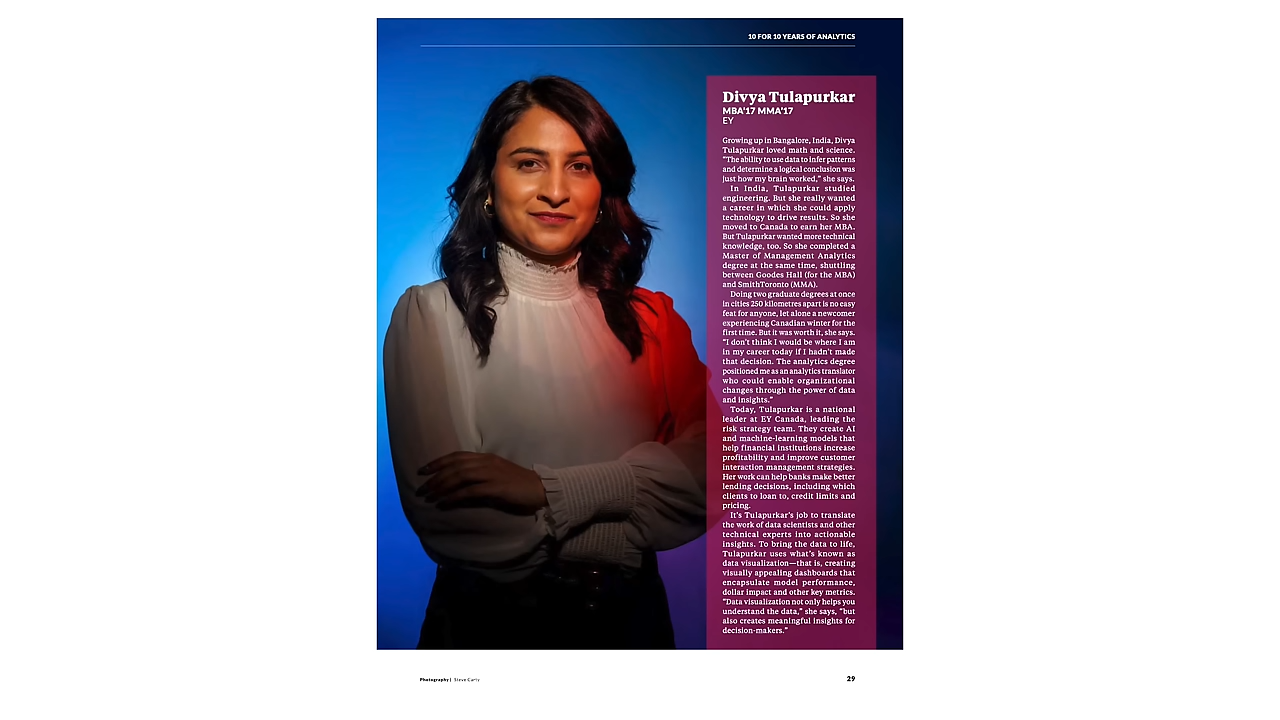 10 FOR 10 YEARS OF ANALYTICS
Divya Tulapurkar
MBA'17 MMA'17
EY
Growing up in Bangalore, India, Divya
Tulapurkar loved math and science.
“The ability to use data to infer patterns
and determine a logical conclusion was
just how my brain worked,” she says.
In India, Tulapurkar studied
engineering. But she really wanted
a career in which she could apply
technology to drive results. So she
moved to Canada to earn her MBA.
But Tulapurkar wanted more technical
knowledge, too. So she completed a
Master of Management Analytics
degree at the same time, shuttling
between Goodes Hall (for the MBA)
and SmithToronto (MMA).
Doing two graduate degrees at once
in cities 250 kilometres apart is no easy
feat for anyone, let alone a newcomer
experiencing Canadian winter for the
first time. But it was worth it, she says.
“I don’t think I would be where I am
in my career today if I hadn’t made
that decision. The analytics degree
positioned me as an analytics translator
who could enable organizational
changes through the power of data
and insights.”
Today, Tulapurkar is a national
leader at EY Canada, leading the
risk strategy team. They create AI
and machine-learning models that
help financial institutions increase
profitability and improve customer
interaction management strategies.
Her work can help banks make better
lending decisions, including which
clients to loan to, credit limits and
pricing.
It’s Tulapurkar’s job to translate
the work of data scientists and other
technical experts into actionable
insights. To bring the data to life,
Tulapurkar uses what’s known as
data visualization—that is, creating
visually appealing dashboards that
encapsulate model performance,
dollar impact and other key metrics.
“Data visualization not only helps you
understand the data,” she says, “but
also creates meaningful insights for
decision-makers.”
Photography | Steve Carty
29